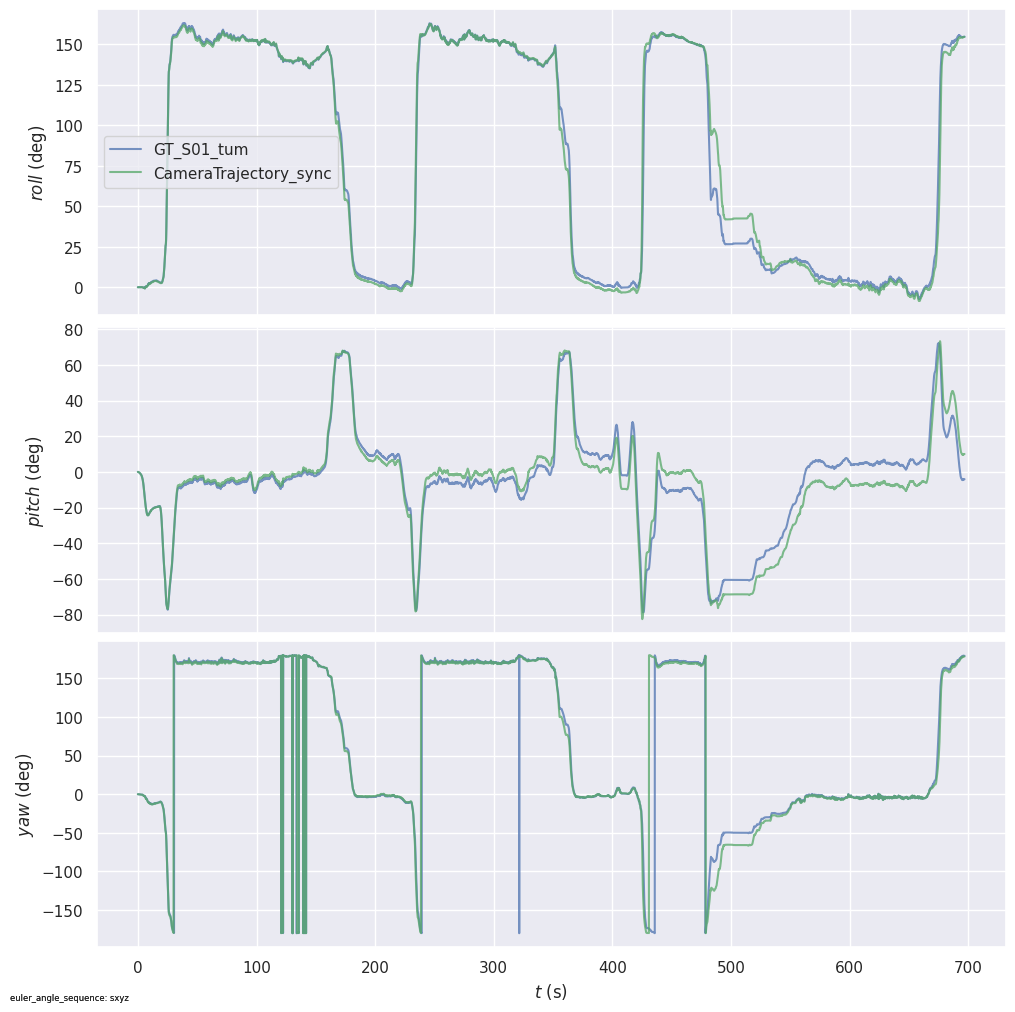 150
125
100
75
50
25
0
roll (deg)
GT_S01_tum
CameraTrajectory_sync
80
60
40
20
0
−20
−40
−60
−80
pitch (deg)
150
100
50
0
−50
−100
−150
yaw (deg)
0 100 200 300 400 500 600 700
t (s)
euler_angle_sequence: sxyz